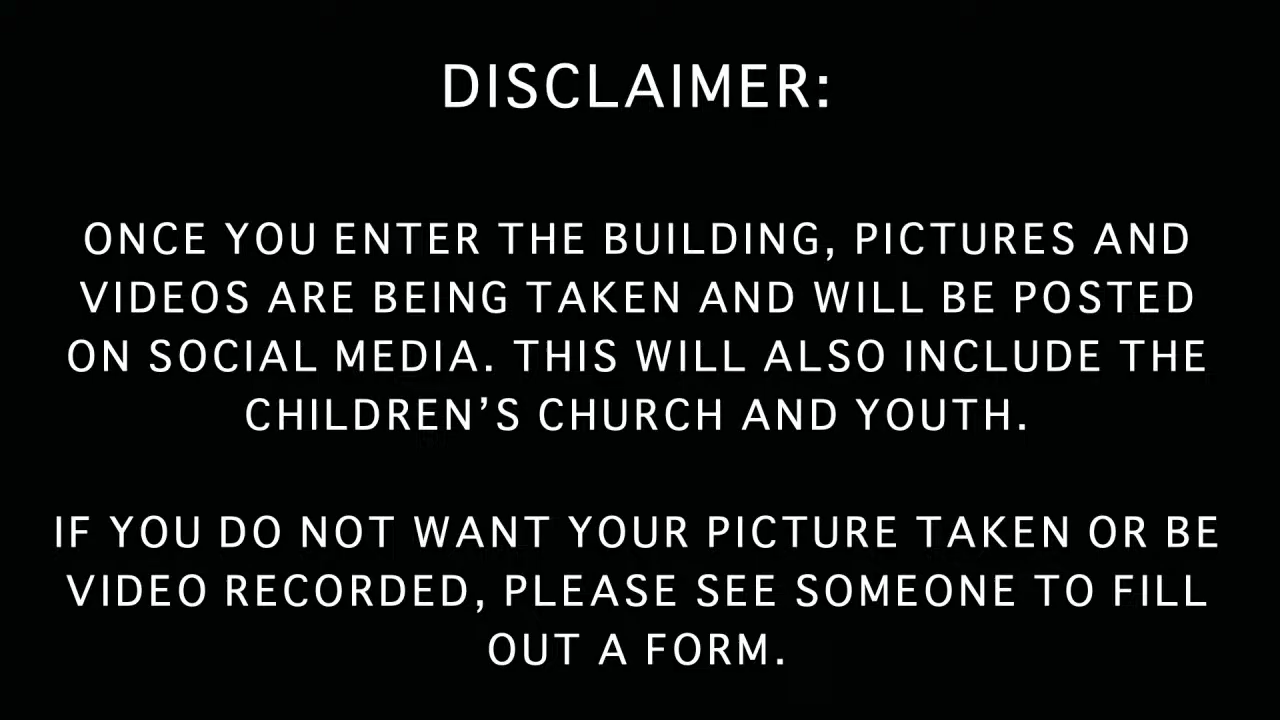 DISCLAIMER:
ONCE YOU ENTER THE BUILDING, PICTURES AND
VIDEOS ARE BEING TAKEN AND WILL BE POSTED
ON SOCIAL MEDIA. THIS WILL ALSO INCLUDE THE
CHILDREN’S CHURCH AND YOUTH.
IF YOU DO NOT WANT YOUR PICTURE TAKEN OR BE
VIDEO RECORDED, PLEASE SEE SOMEONE TO FILL
OUT A FORM.